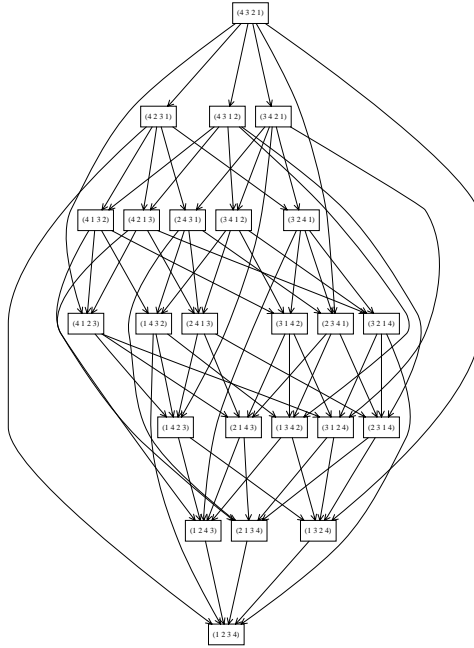 (4 3 2 1)
(4 2 3 1) (4 3 1 2) (3 4 2 1)
(4 1 3 2) (4 2 1 3) (2 4 3 1) (3 4 1 2) (3 2 4 1)
(4 1 2 3) (1 4 3 2) (2 4 1 3) (3 1 4 2) (2 3 4 1) (3 2 1 4)
(1 4 2 3) (2 1 4 3) (1 3 4 2) (3 1 2 4) (2 3 1 4)
(1 2 4 3) (2 1 3 4) (1 3 2 4)
(1 2 3 4)